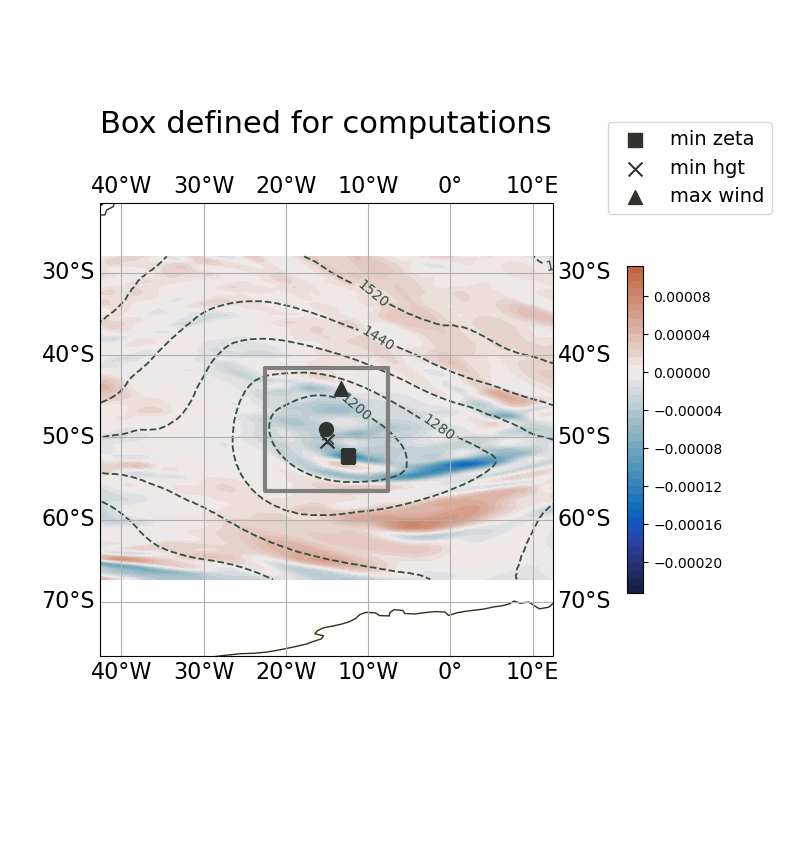 Box defined for computations
min zeta
min hgt
max wind
40°W 30°W 20°W 10°W 0° 10°E
30°S 30°S
40°S 40°S
50°S 50°S
60°S 60°S
70°S 70°S
40°W 30°W 20°W 10°W 0° 10°E
1520
1440
1280
1200
1
0.00008
0.00004
0.00000
−0.00004
−0.00008
−0.00012
−0.00016
−0.00020